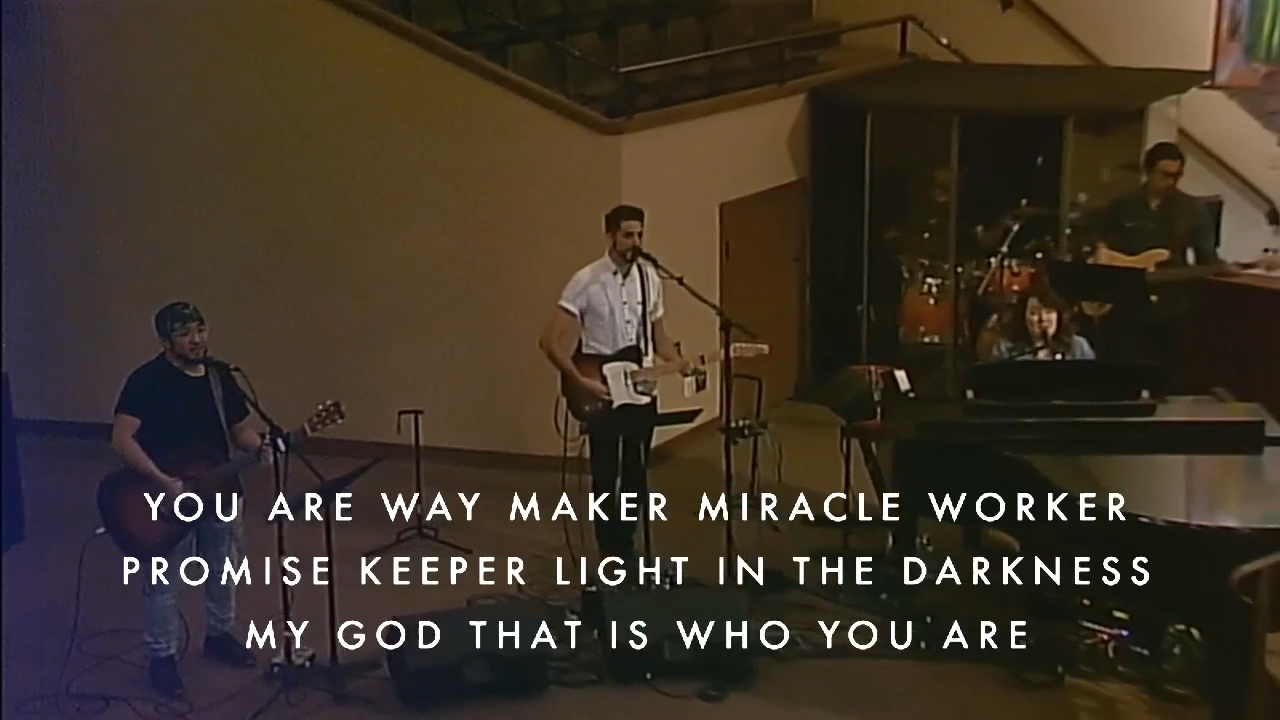 YOU ARE WAY MAKER MIRACLE WORKER
PROMISE KEEPER LIGHT IN THE DARKNESS
MY GOD THAT IS WHO YOU ARE